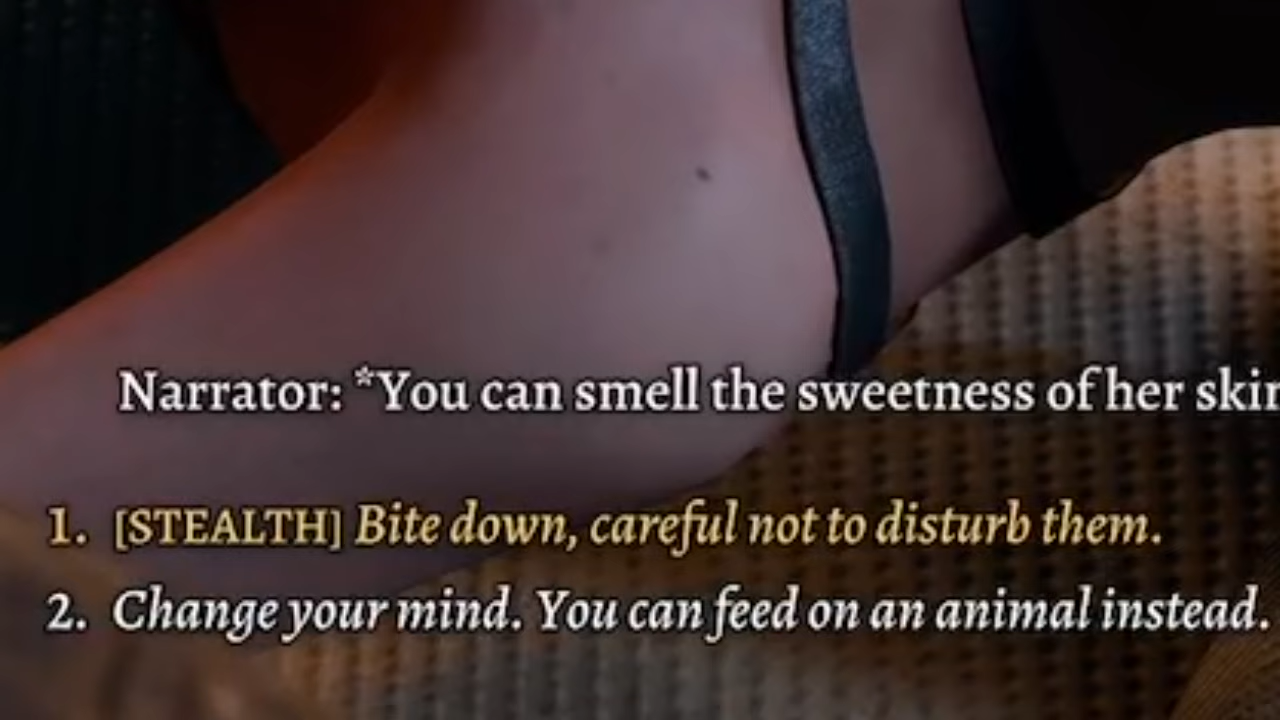 Narrator: *You can smell the sweetness of her skin
1. [STEALTH] Bite down, careful not to disturb them.
2. Change your mind. You can feed on an animal instead.